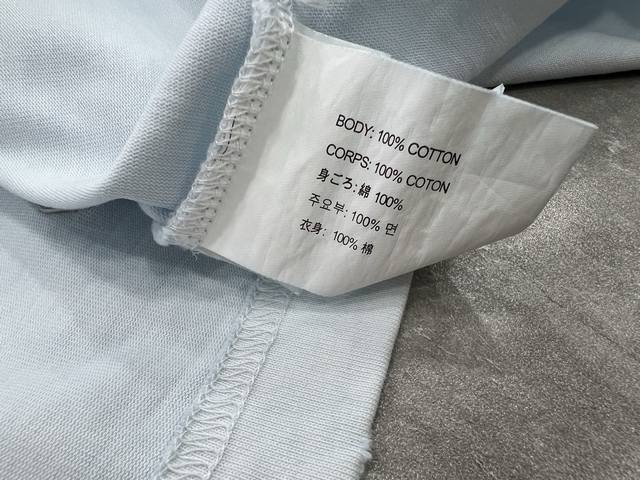 BODY: 100% COTTON
CORPS: 100% COTON
身ごろ: 綿 100%
주요부: 100% 면
衣身: 100% 棉